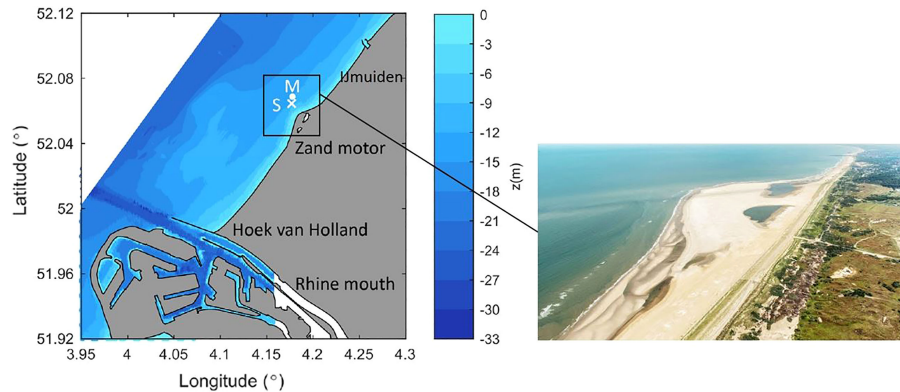 52.12
52.08
52.04
52
51.96
51.92
Latitude (°)
3.95
4
4.05
4.1
4.15
4.2
4.25
4.3
Longitude (°)
IJmuiden
M
S
Zand motor
Hoek van Holland
Rhine mouth
0
-3
-6
-9
-12
-15
-18
-21
-24
-27
-30
-33
z(m)